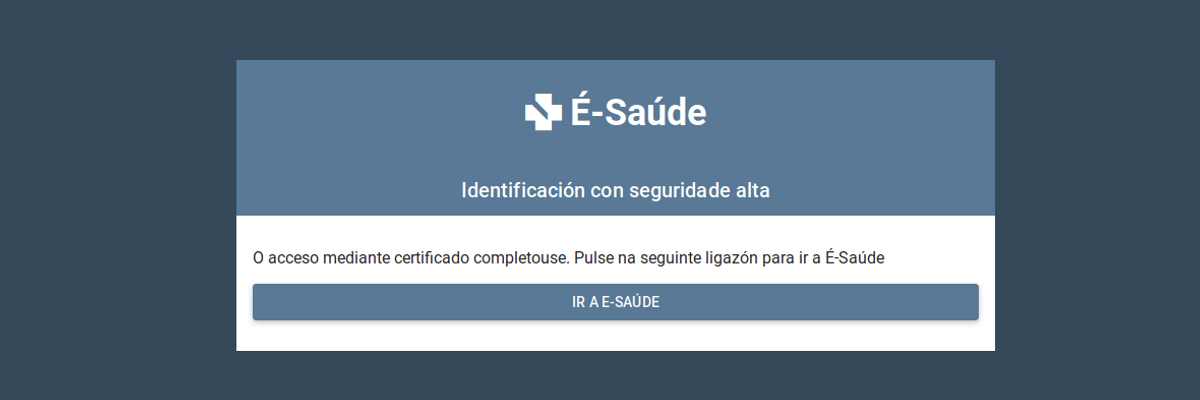 É-Saúde
Identificación con seguridade alta
O acceso mediante certificado completouse. Pulse na seguinte ligazón para ir a É-Saúde
IR A E-SAÚDE